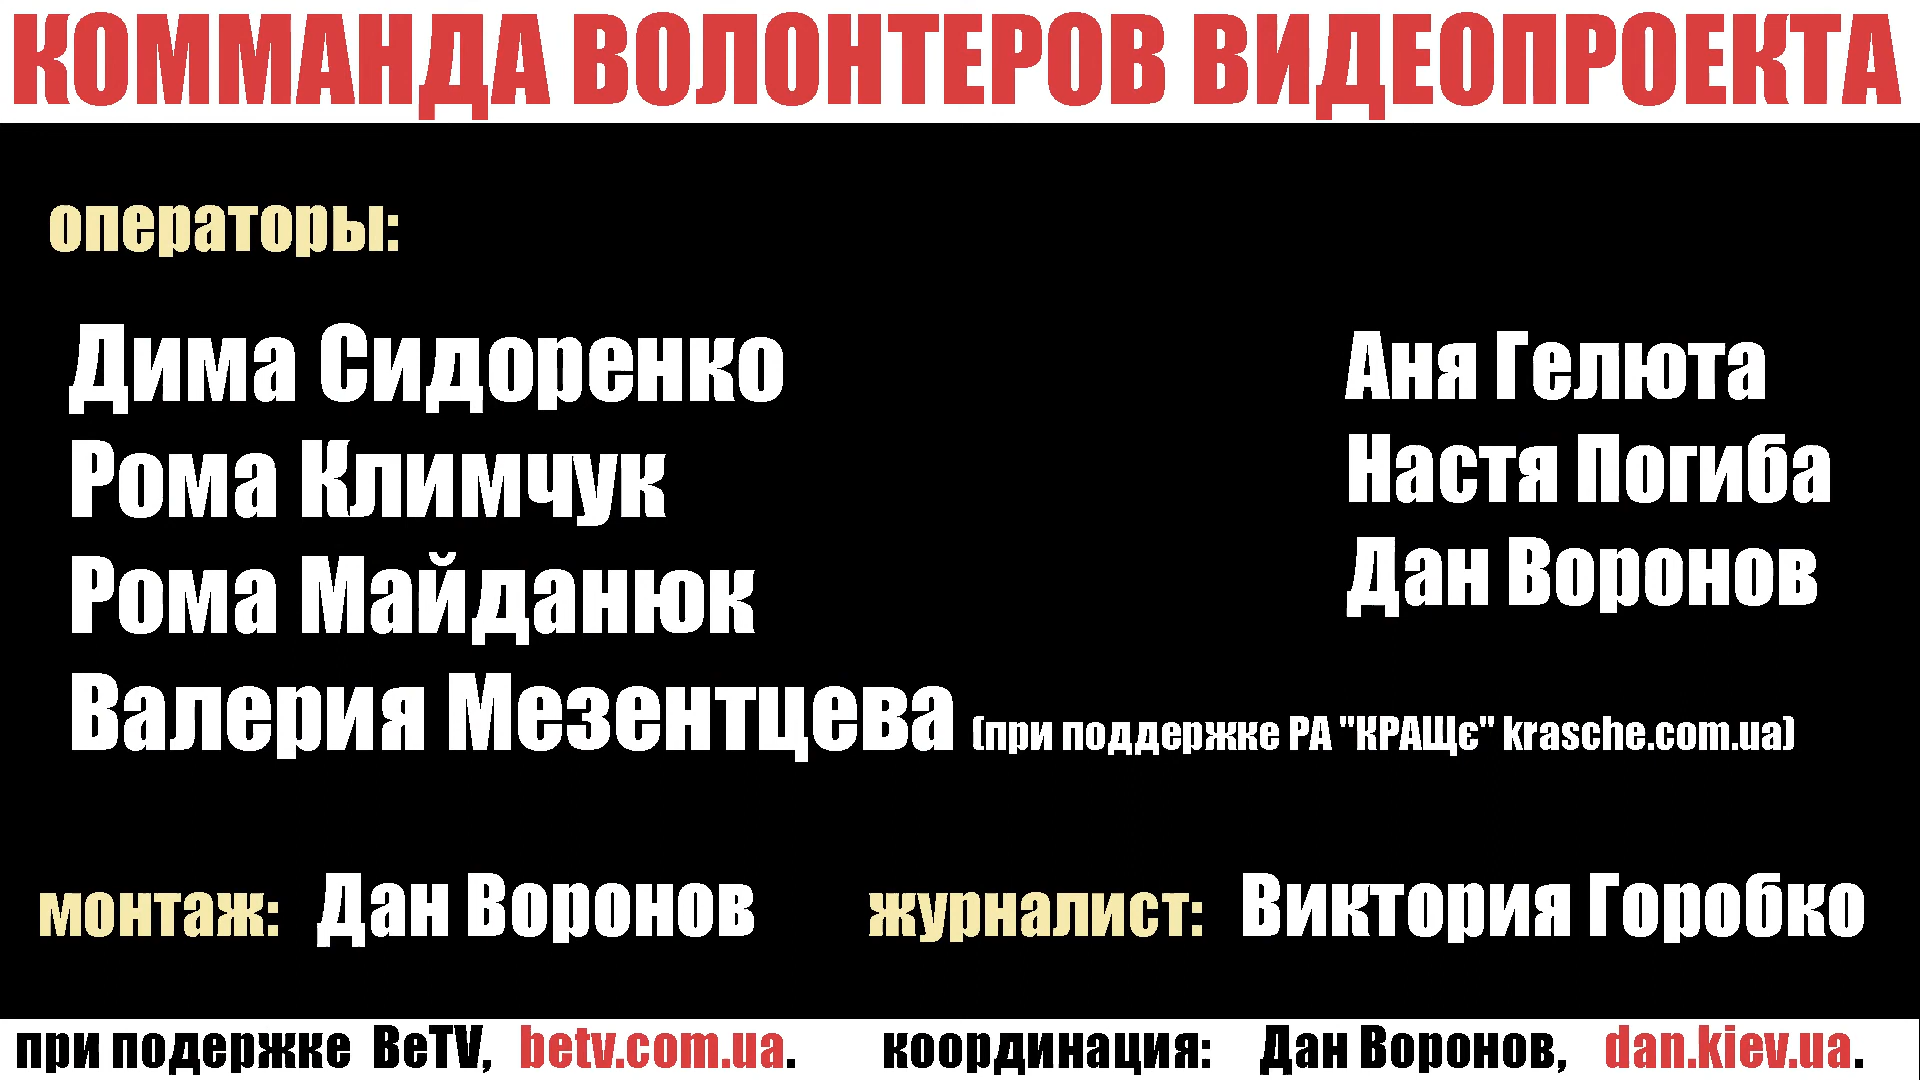 КОММАНДА ВОЛОНТЕРОВ ВИДЕОПРОЕКТА
операторы:
Дима Сидоренко
Рома Климчук
Рома Майданюк
Валерия Мезентцева (при поддержке РА "КРАЩє" krasche.com.ua)
Аня Гелюта
Настя Погиба
Дан Воронов
монтаж: Дан Воронов
журналист: Виктория Горобко
при подержке BeTV, betv.com.ua. координация: Дан Воронов, dan.kiev.ua.